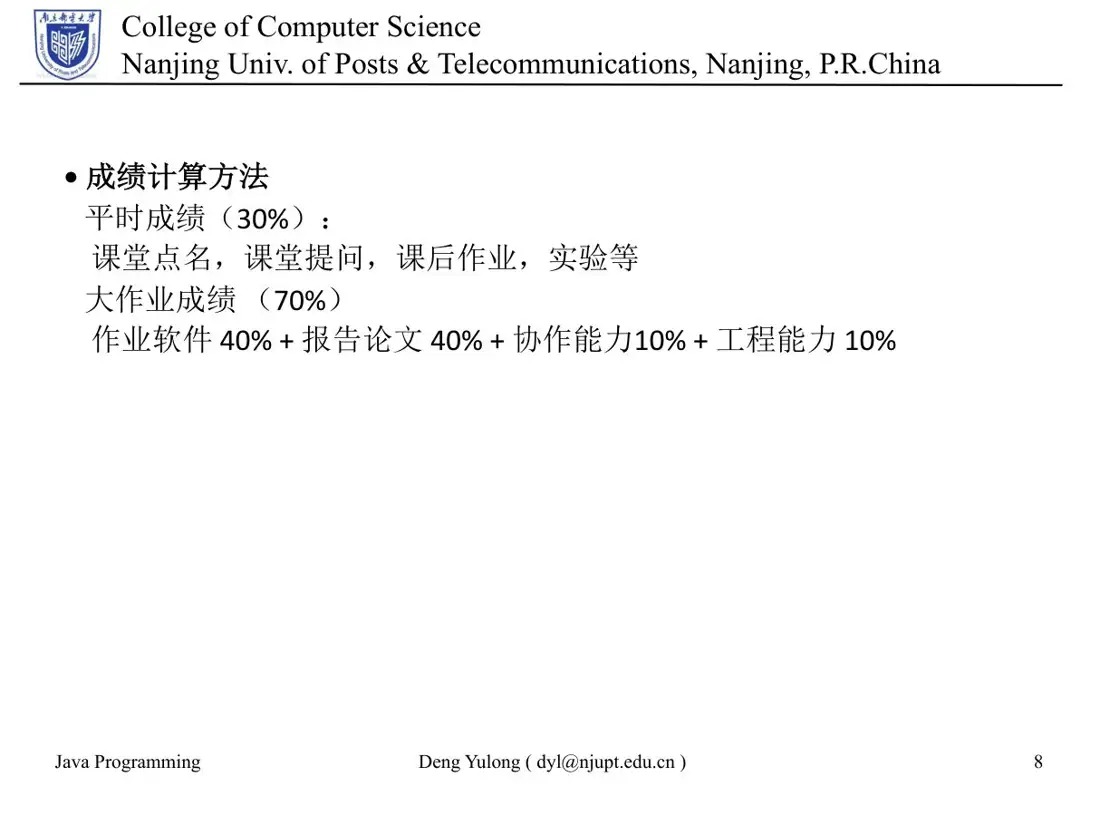 College of Computer Science
Nanjing Univ. of Posts & Telecommunications, Nanjing, P.R.China
• 成绩计算方法
平时成绩（30%）：
课堂点名，课堂提问，课后作业，实验等
大作业成绩 （70%）
作业软件 40% + 报告论文 40% + 协作能力10% + 工程能力 10%
Java Programming
Deng Yulong ( dyl@njupt.edu.cn )
8